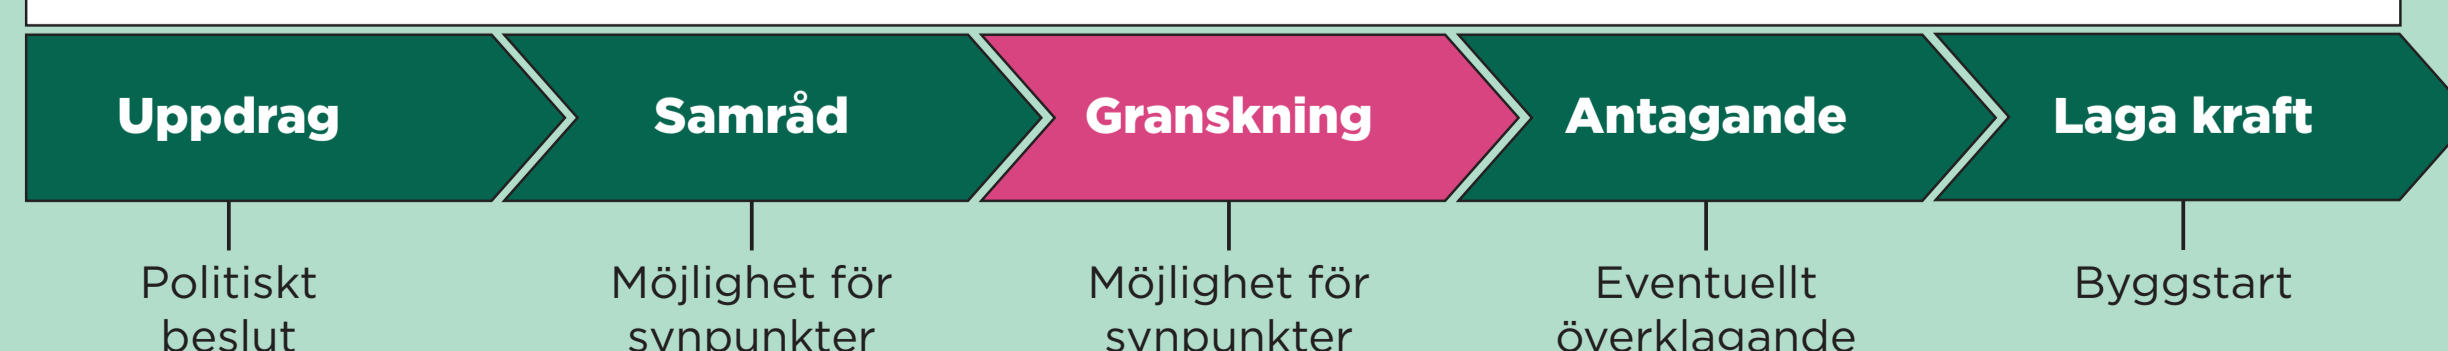 Uppdrag
Samråd
Granskning
Antagande
Laga kraft
Politiskt
beslut
Möjlighet för
synpunkter
Möjlighet för
synpunkter
Eventuellt
överklagande
Byggstart